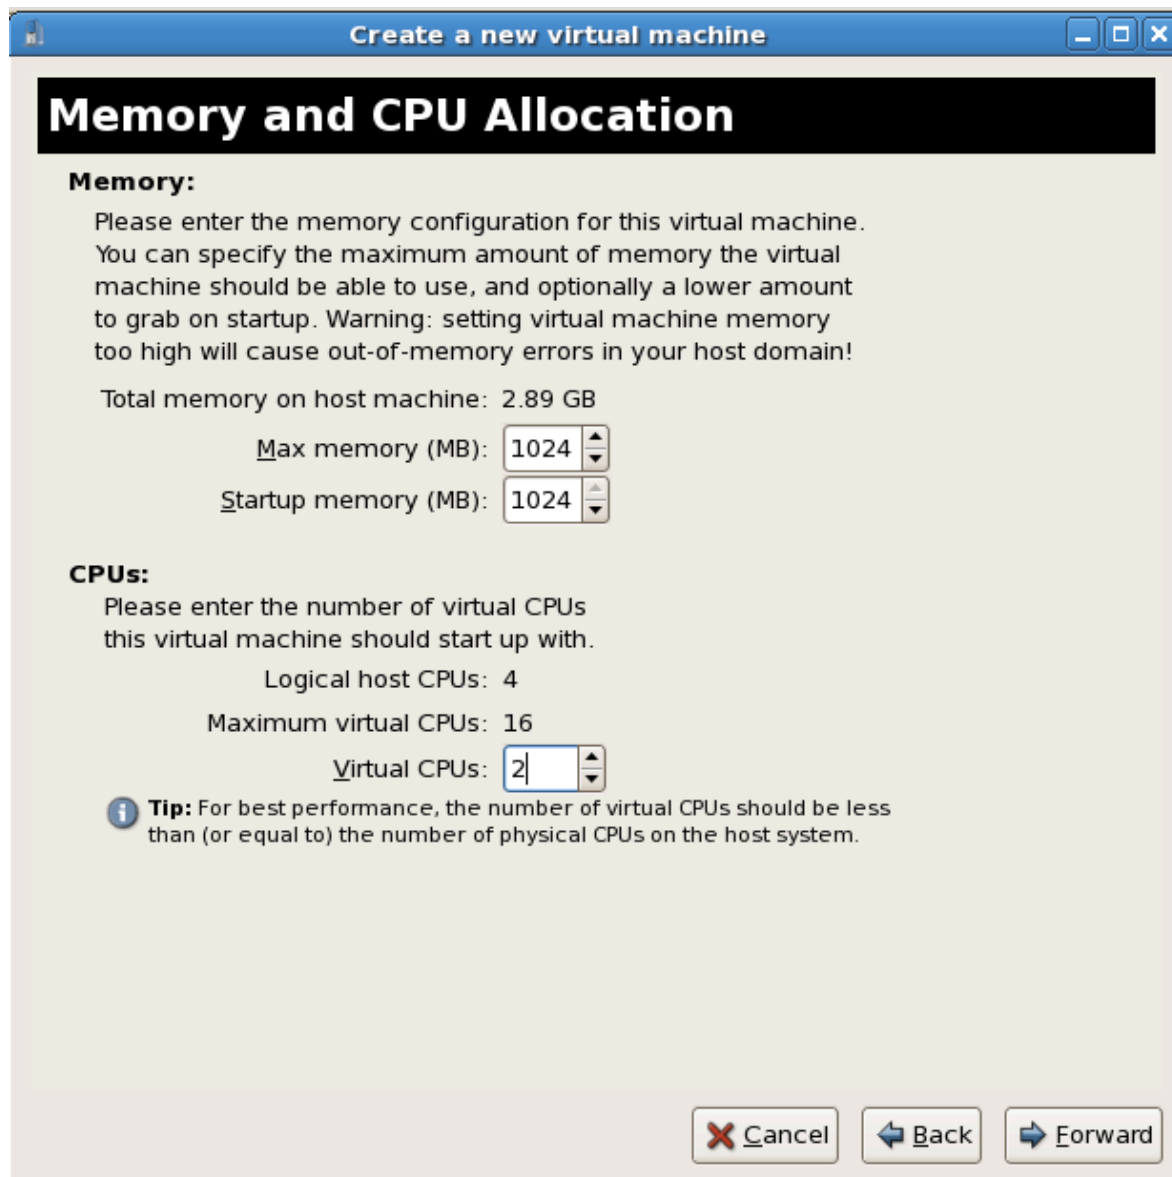 Create a new virtual machine
Memory and CPU Allocation
Memory:
Please enter the memory configuration for this virtual machine.
You can specify the maximum amount of memory the virtual
machine should be able to use, and optionally a lower amount
to grab on startup. Warning: setting virtual machine memory
too high will cause out-of-memory errors in your host domain!
Total memory on host machine: 2.89 GB
Max memory (MB): 1024
Startup memory (MB): 1024
CPUs:
Please enter the number of virtual CPUs
this virtual machine should start up with.
Logical host CPUs: 4
Maximum virtual CPUs: 16
Virtual CPUs: 2
Tip: For best performance, the number of virtual CPUs should be less
than (or equal to) the number of physical CPUs on the host system.
Cancel Back Forward